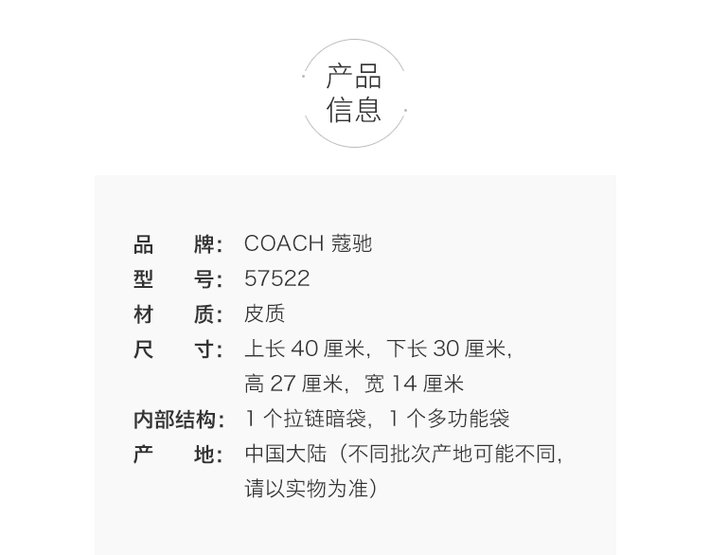 产品
信息
品 牌： COACH 蔻驰
型 号： 57522
材 质： 皮质
尺 寸： 上长 40 厘米，下长 30 厘米，
高 27 厘米，宽 14 厘米
内部结构： 1 个拉链暗袋，1 个多功能袋
产 地： 中国大陆（不同批次产地可能不同，
请以实物为准）